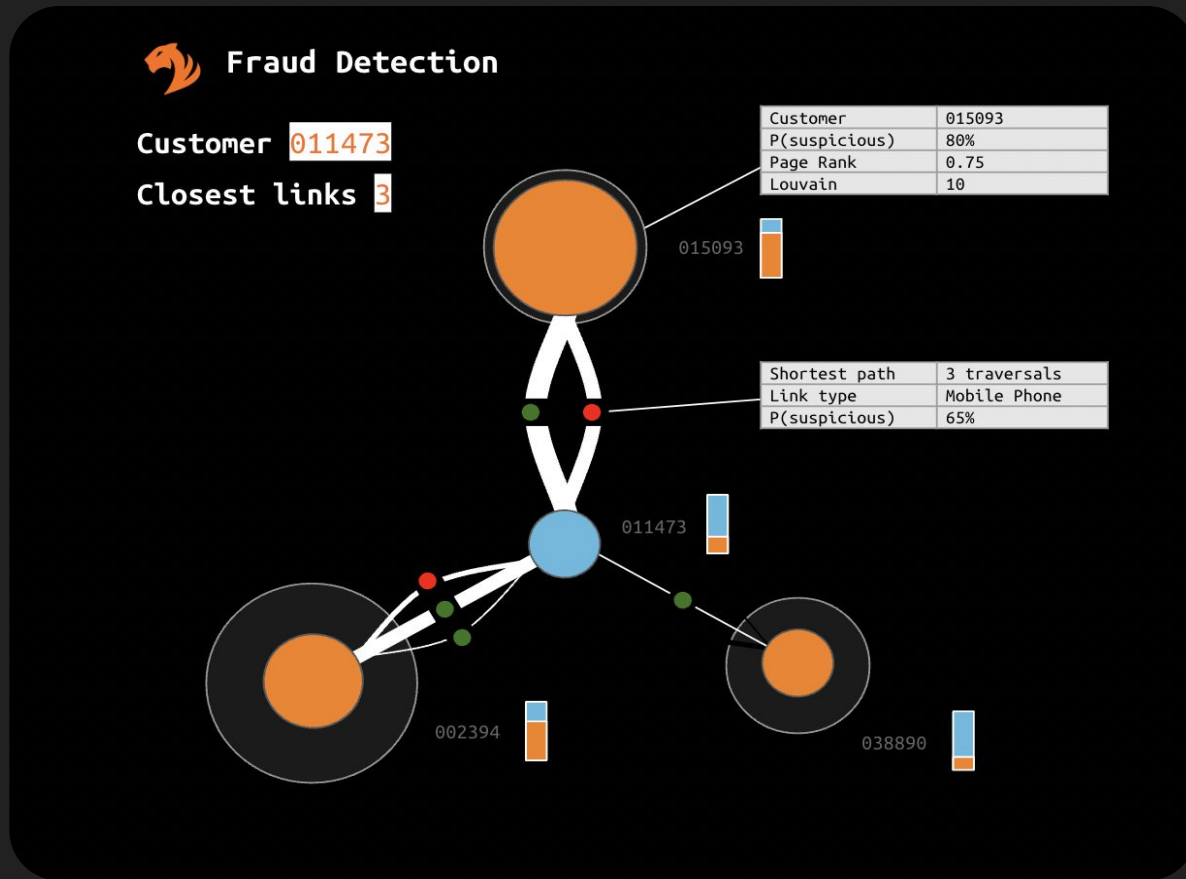 Fraud Detection
Customer 011473
Closest links 3
Customer 015093
P(suspicious) 80%
Page Rank 0.75
Louvain 10
015093
Shortest path 3 traversals
Link type Mobile Phone
P(suspicious) 65%
011473
002394
038890